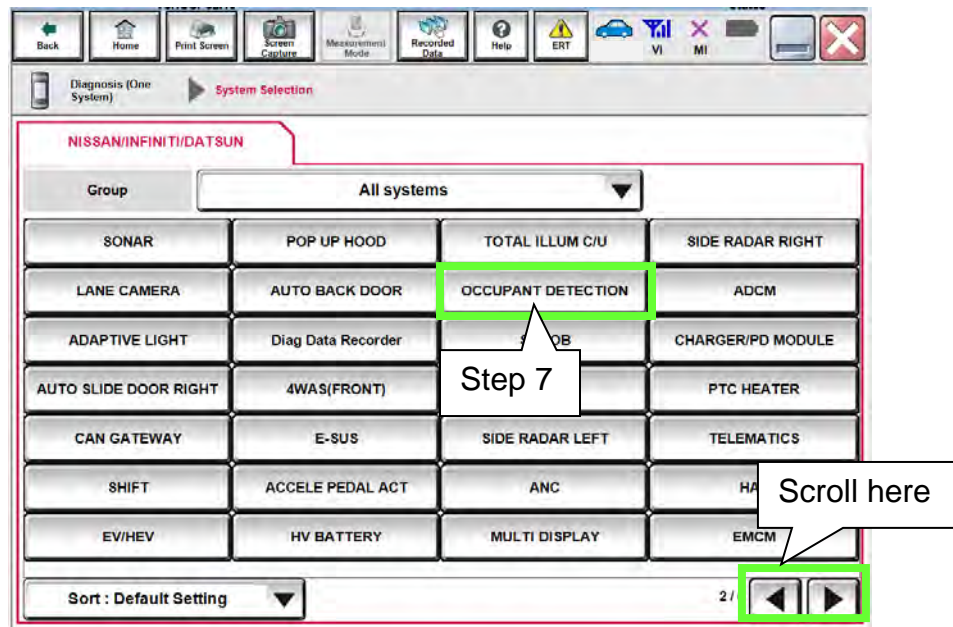 Back
Home
Print Screen
Screen
Capture
Measurement
Mode
Recorded
Data
Help
ERT
VI
MI
Diagnosis (One
System)
System Selection
NISSAN/INFINITI/DATSUN
Group
All systems
SONAR
POP UP HOOD
TOTAL ILLUM C/U
SIDE RADAR RIGHT
LANE CAMERA
AUTO BACK DOOR
OCCUPANT DETECTION
ADCM
ADAPTIVE LIGHT
Diag Data Recorder
CHARGER/PD MODULE
Step 7
AUTO SLIDE DOOR RIGHT
4WAS(FRONT)
PTC HEATER
CAN GATEWAY
E-SUS
SIDE RADAR LEFT
TELEMATICS
SHIFT
ACCELE PEDAL ACT
ANC
Scroll here
EV/HEV
HV BATTERY
MULTI DISPLAY
EMCM
Sort : Default Setting
2/